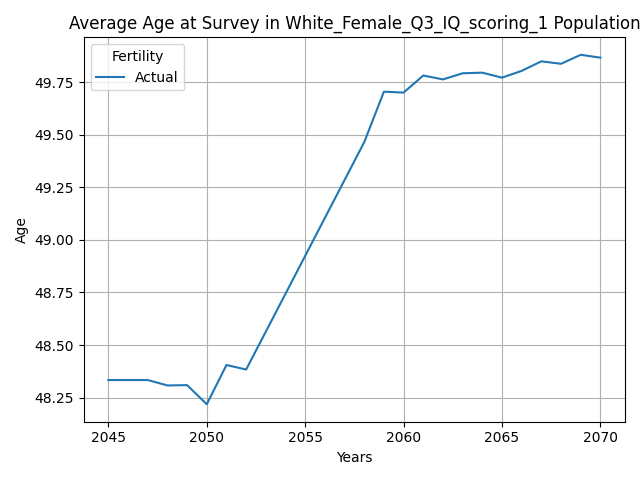 Average Age at Survey in White_Female_Q3_IQ_scoring_1 Population
Fertility
Actual
49.75
49.50
49.25
49.00
48.75
48.50
48.25
Age
2045 2050 2055 2060 2065 2070
Years